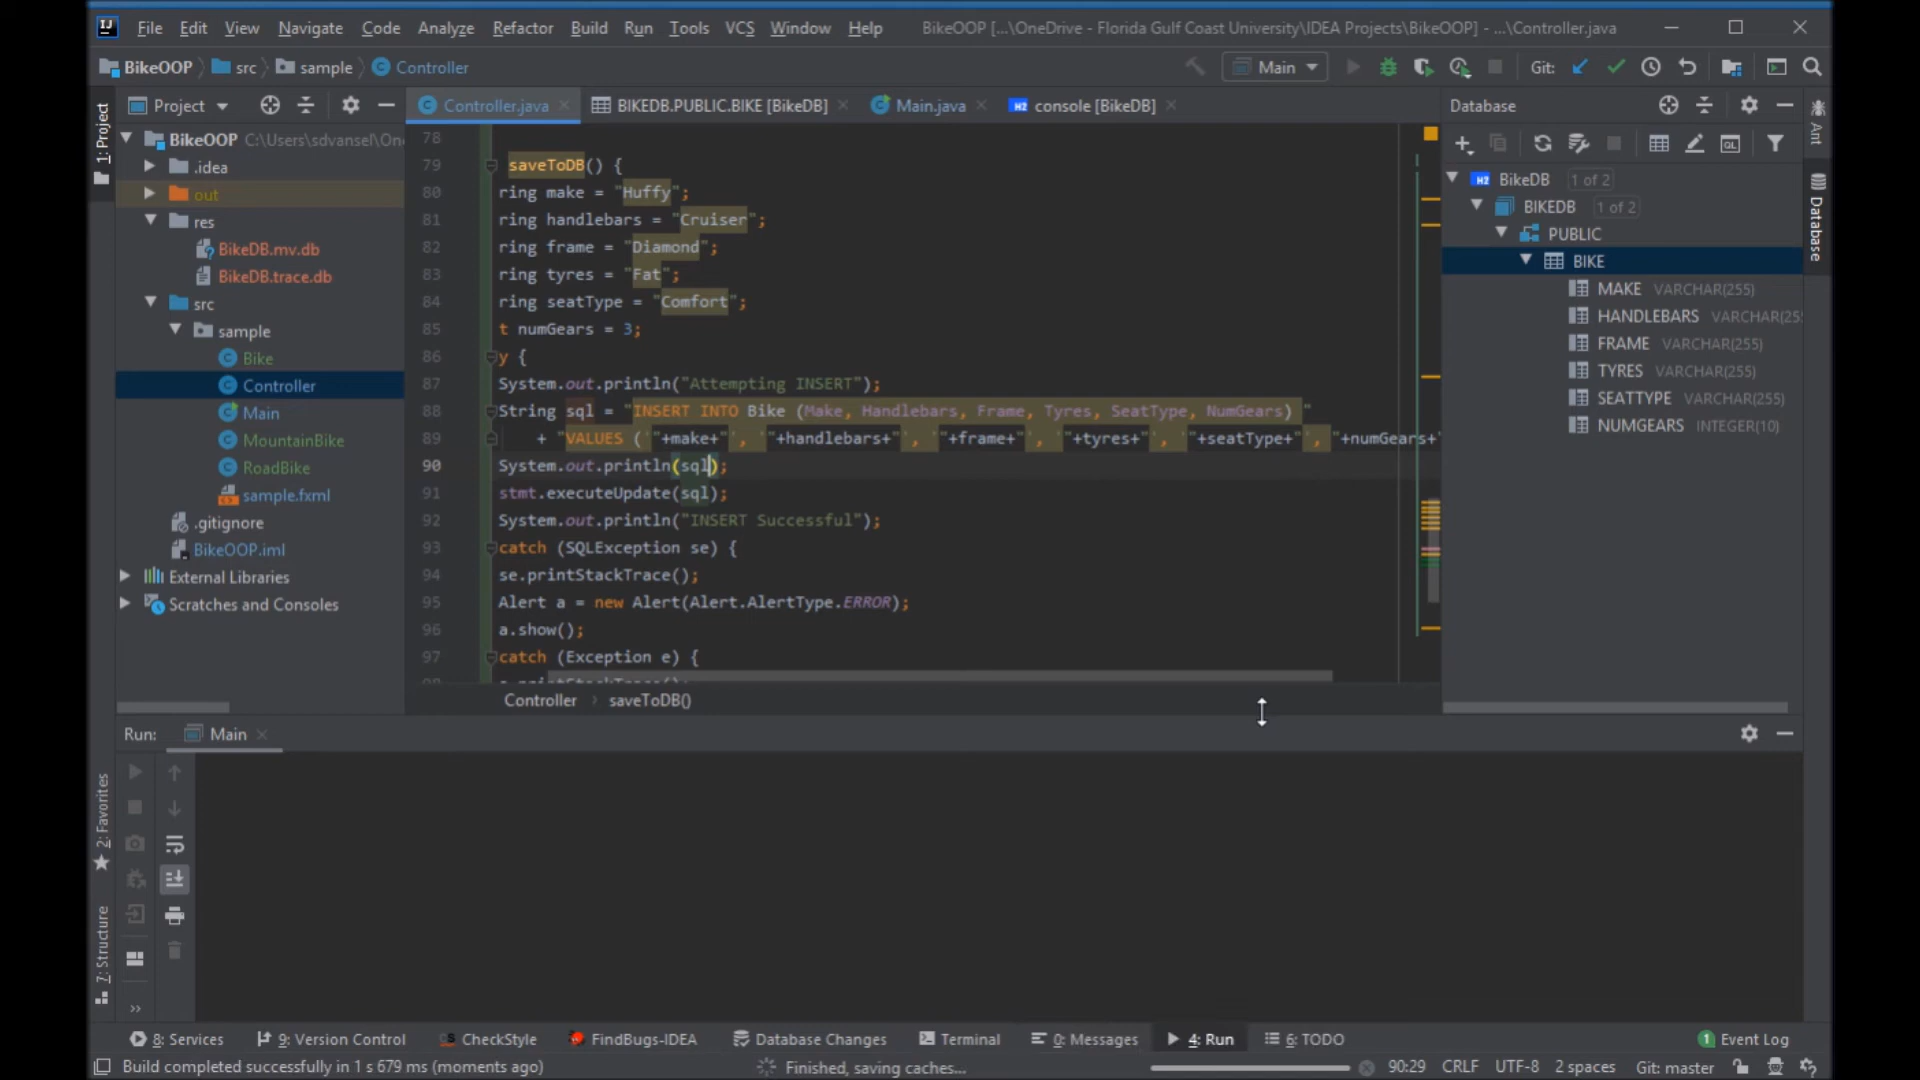 File Edit View Navigate Code Analyze Refactor Build Run Tools VCS Window Help BikeOOP [...\OneDrive - Florida Gulf Coast University\IDEA Projects\BikeOOP] - ...\Controller.java
BikeOOP src sample Controller Main Git:
1: Project
Project
Controller.java BIKEDB.PUBLIC.BIKE [BikeDB] Main.java console [BikeDB]
Database
Ant
Database
BikeOOP C:\Users\sdvansel\On
.idea
out
res
BikeDB.mv.db
BikeDB.trace.db
src
sample
Bike
Controller
Main
MountainBike
RoadBike
sample.fxml
.gitignore
BikeOOP.iml
External Libraries
Scratches and Consoles
78
79 saveToDB() {
80 ring make = "Huffy";
81 ring handlebars = "Cruiser";
82 ring frame = "Diamond";
83 ring tyres = "Fat";
84 ring seatType = "Comfort";
85 t numGears = 3;
86 y {
87 System.out.println("Attempting INSERT");
88 String sql = "INSERT INTO Bike (Make, Handlebars, Frame, Tyres, SeatType, NumGears) "
89 + "VALUES ('"+make+"', '"+handlebars+"', '"+frame+"', '"+tyres+"', '"+seatType+"', "+numGears+"
90 System.out.println(sql);
91 stmt.executeUpdate(sql);
92 System.out.println("INSERT Successful");
93 catch (SQLException se) {
94 se.printStackTrace();
95 Alert a = new Alert(Alert.AlertType.ERROR);
96 a.show();
97 catch (Exception e) {
Controller saveToDB()
BikeDB 1 of 2
BIKEDB 1 of 2
PUBLIC
BIKE
MAKE VARCHAR(255)
HANDLEBARS VARCHAR(255
FRAME VARCHAR(255)
TYRES VARCHAR(255)
SEATTYPE VARCHAR(255)
NUMGEARS INTEGER(10)
Run: Main
2: Favorites
7: Structure
8: Services 9: Version Control CheckStyle FindBugs-IDEA Database Changes Terminal 0: Messages 4: Run 6: TODO 1 Event Log
Build completed successfully in 1 s 679 ms (moments ago) Finished, saving caches... 90:29 CRLF UTF-8 2 spaces Git: master